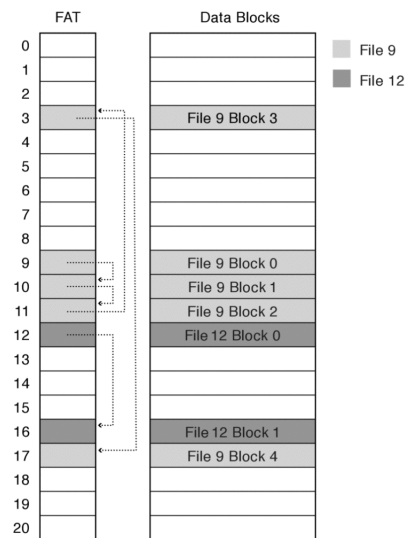 FAT Data Blocks
0
File 9
1
File 12
2
3 File 9 Block 3
4
5
6
7
8
9 File 9 Block 0
10 File 9 Block 1
11 File 9 Block 2
12 File 12 Block 0
13
14
15
16 File 12 Block 1
17 File 9 Block 4
18
19
20